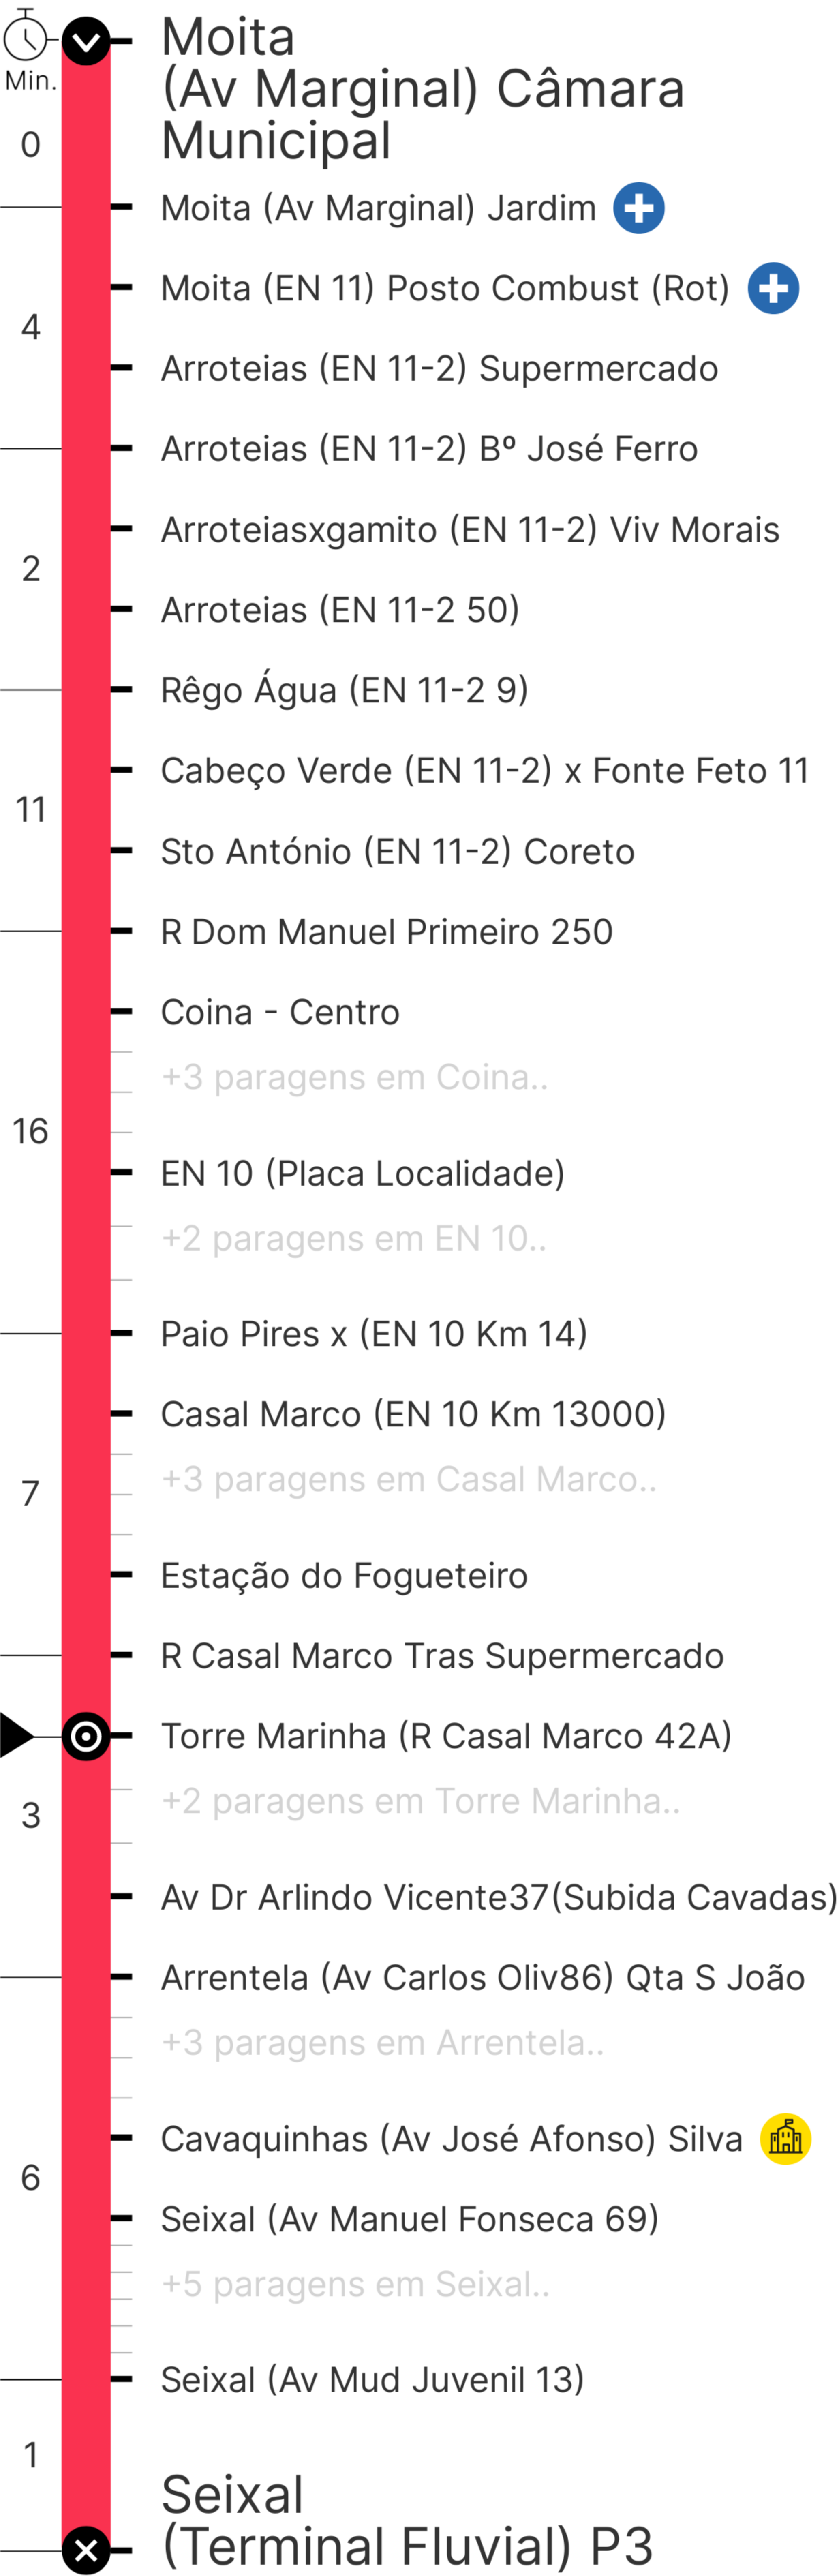 Moita
(Av Marginal) Câmara
Municipal
Min.
0
Moita (Av Marginal) Jardim
Moita (EN 11) Posto Combust (Rot)
4
Arroteias (EN 11-2) Supermercado
Arroteias (EN 11-2) Bº José Ferro
Arroteiasxgamito (EN 11-2) Viv Morais
2
Arroteias (EN 11-2 50)
Rêgo Água (EN 11-2 9)
Cabeço Verde (EN 11-2) x Fonte Feto 11
11
Sto António (EN 11-2) Coreto
R Dom Manuel Primeiro 250
Coina - Centro
+3 paragens em Coina..
16
EN 10 (Placa Localidade)
+2 paragens em EN 10..
Paio Pires x (EN 10 Km 14)
Casal Marco (EN 10 Km 13000)
+3 paragens em Casal Marco..
7
Estação do Fogueteiro
R Casal Marco Tras Supermercado
Torre Marinha (R Casal Marco 42A)
+2 paragens em Torre Marinha..
3
Av Dr Arlindo Vicente37(Subida Cavadas)
Arrentela (Av Carlos Oliv86) Qta S João
+3 paragens em Arrentela..
Cavaquinhas (Av José Afonso) Silva
6
Seixal (Av Manuel Fonseca 69)
+5 paragens em Seixal..
Seixal (Av Mud Juvenil 13)
1
Seixal
(Terminal Fluvial) P3